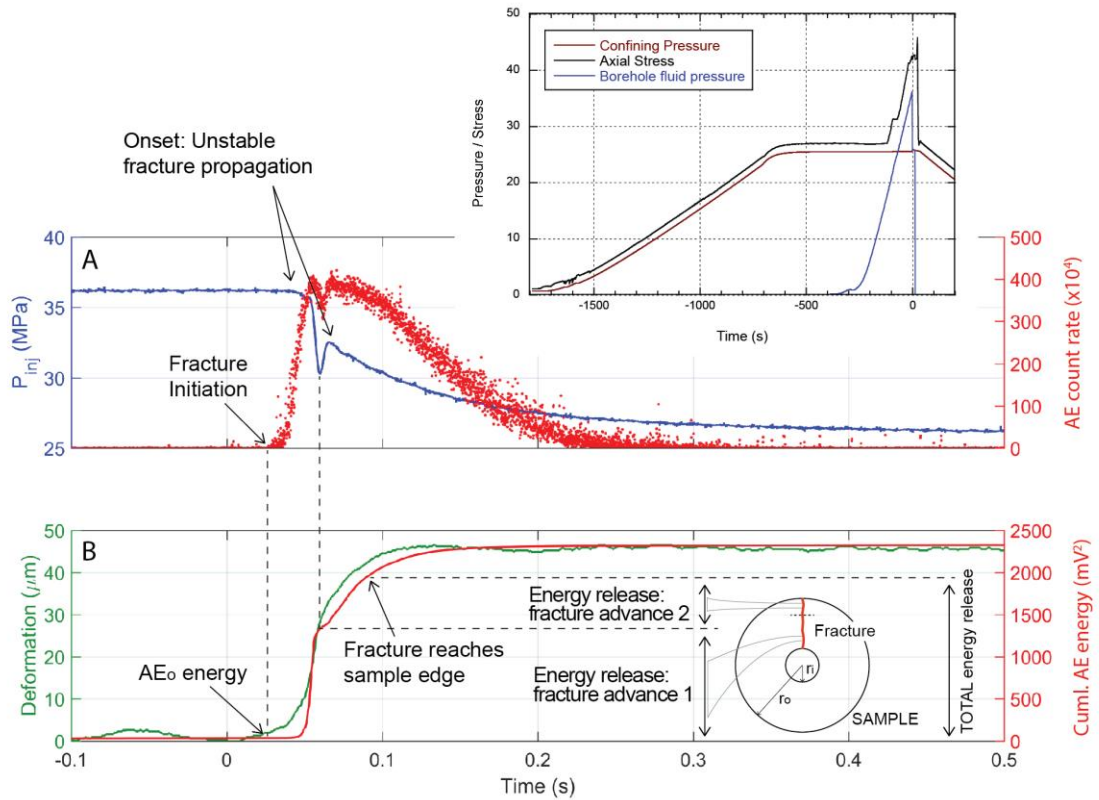 50
40
30
20
10
0
Pressure / Stress
Confining Pressure
Axial Stress
Borehole fluid pressure
-1500
-1000
-500
0
Time (s)
Onset: Unstable
fracture propagation
A
40
35
30
25
P_inj (MPa)
Fracture
Initiation
500
400
300
200
100
0
AE count rate (x10⁴)
B
50
40
30
20
10
0
Deformation (μm)
AEₒ energy
Fracture reaches
sample edge
Energy release:
fracture advance 2
Energy release:
fracture advance 1
Fracture
rᵢ
rₒ
SAMPLE
TOTAL energy release
2500
2000
1500
1000
500
0
Cuml. AE energy (mV²)
-0.1
0
0.1
0.2
0.3
0.4
0.5
Time (s)